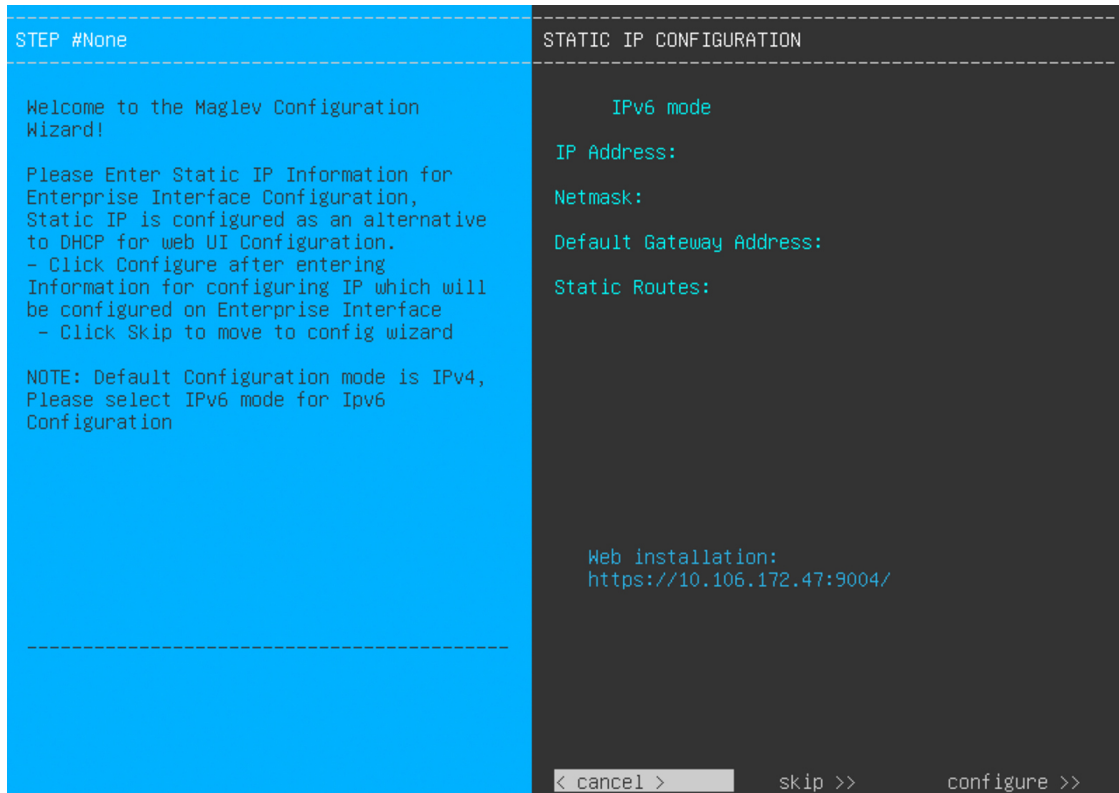 STEP #None
Welcome to the Maglev Configuration
Wizard!
Please Enter Static IP Information for
Enterprise Interface Configuration,
Static IP is configured as an alternative
to DHCP for web UI Configuration.
- Click Configure after entering
Information for configuring IP which will
be configured on Enterprise Interface
- Click Skip to move to config wizard
NOTE: Default Configuration mode is IPv4,
Please select IPv6 mode for Ipv6
Configuration
STATIC IP CONFIGURATION
IPv6 mode
IP Address:
Netmask:
Default Gateway Address:
Static Routes:
Web installation:
https://10.106.172.47:9004/
< cancel > skip >> configure >>